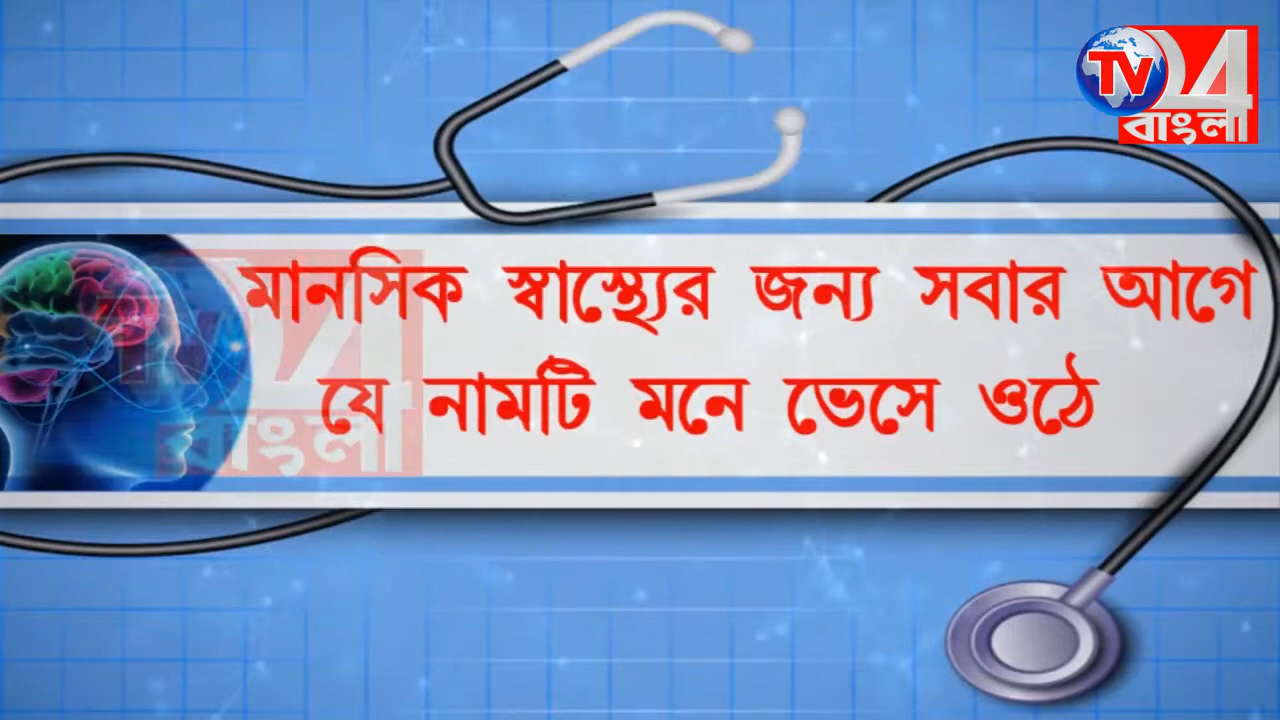 TV 24
বাংলা
মানসিক স্বাস্থ্যের জন্য সবার আগে
যে নামটি মনে ভেসে ওঠে